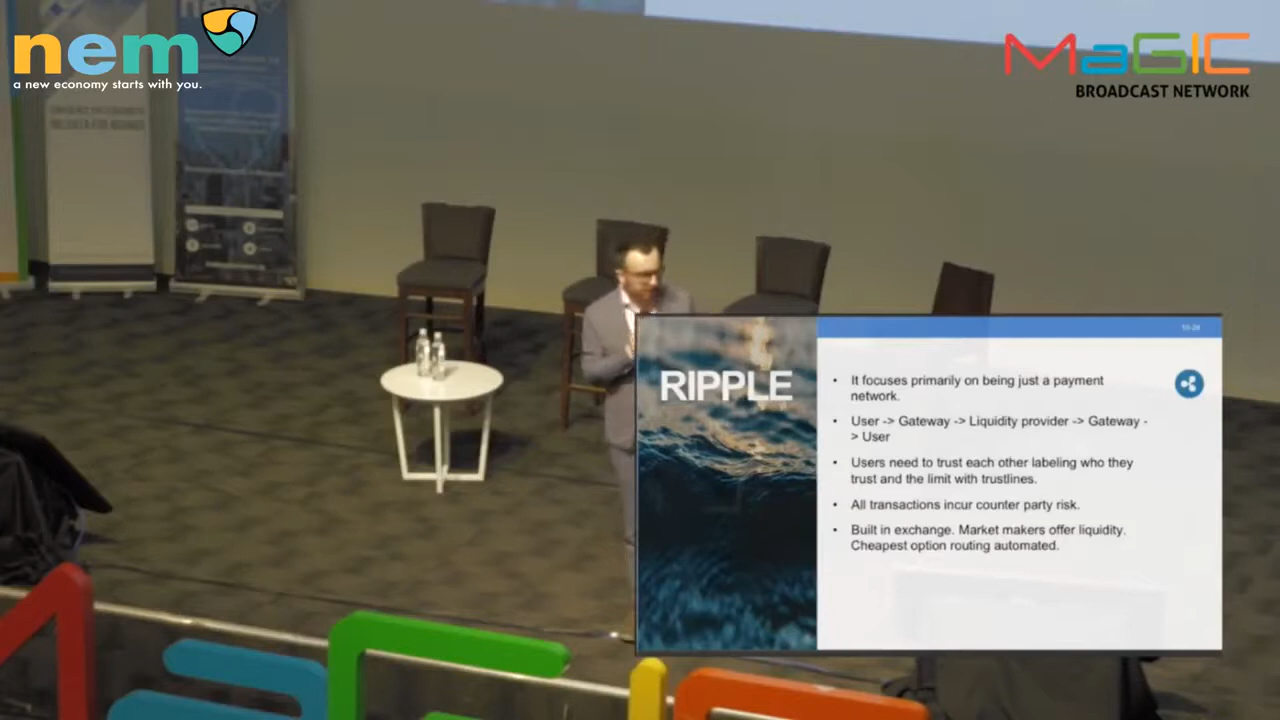 nem
a new economy starts with you.
MaGIC
BROADCAST NETWORK
nem
RIPPLE
• It focuses primarily on being just a payment
network.
• User -> Gateway -> Liquidity provider -> Gateway -
> User
• Users need to trust each other labeling who they
trust and the limit with trustlines.
• All transactions incur counter party risk.
• Built in exchange. Market makers offer liquidity.
Cheapest option routing automated.